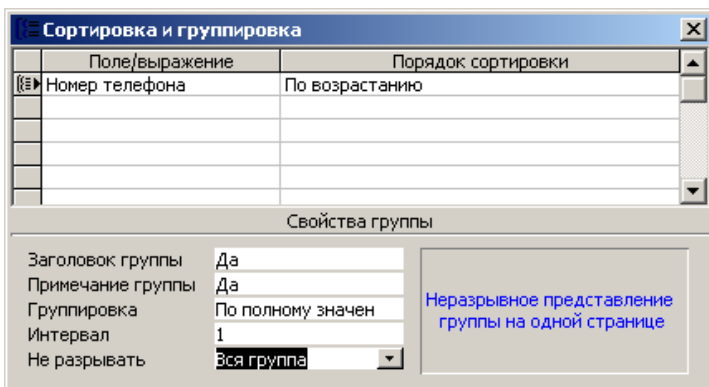 Сортировка и группировка
Поле/выражение Порядок сортировки
Номер телефона По возрастанию
Свойства группы
Заголовок группы Да
Примечание группы Да
Группировка По полному значен
Интервал 1
Не разрывать Вся группа
Неразрывное представление
группы на одной странице